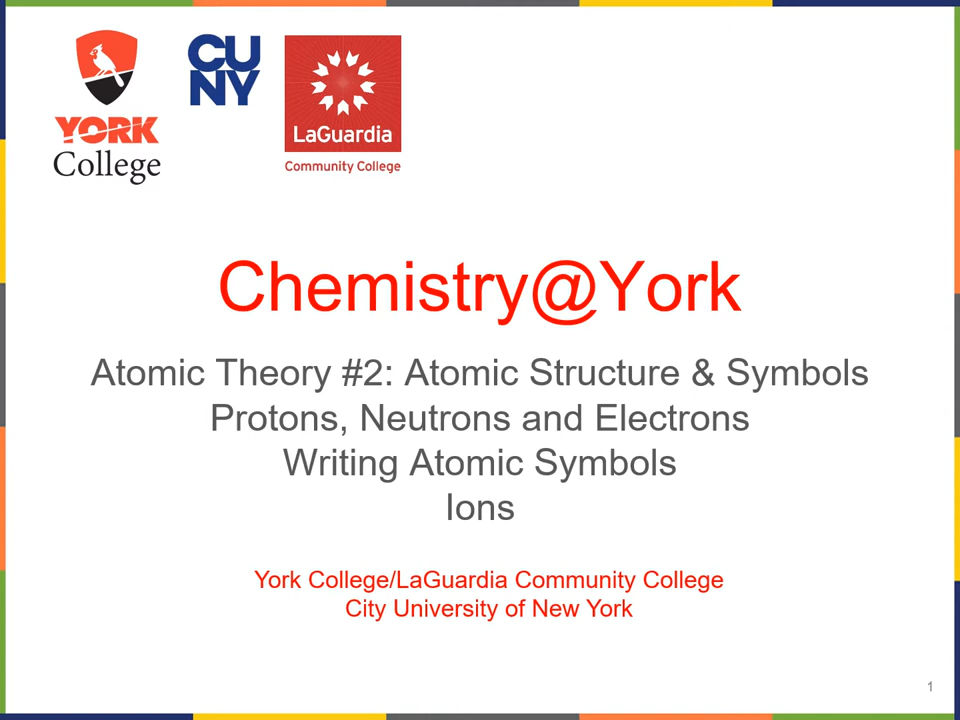 YORK
College
CU
NY
LaGuardia
Community College
Chemistry@York
Atomic Theory #2: Atomic Structure & Symbols
Protons, Neutrons and Electrons
Writing Atomic Symbols
Ions
York College/LaGuardia Community College
City University of New York
1